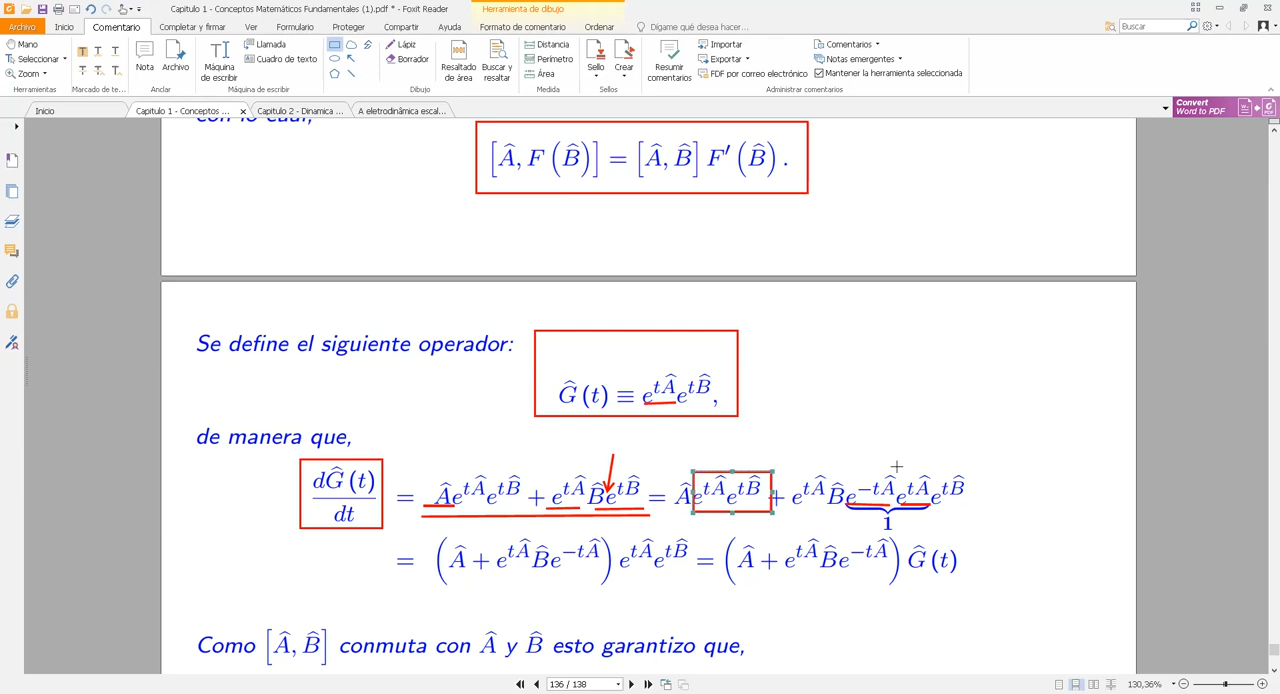 Capitulo 1 - Conceptos Matemáticos Fundamentales (1).pdf * - Foxit Reader
Herramienta de dibujo
Archivo Inicio Comentario Completar y firmar Ver Formulario Proteger Compartir Ayuda Formato de comentario Ordenar Dígame qué desea hacer... Buscar
Mano
Seleccionar
Zoom
Herramientas
T T T
T T T
Marcado de te...
Nota
Archivo
Anclar
Máquina de escribir
Llamada
Cuadro de texto
Máquina de escribir
Lápiz
Borrador
Dibujo
Resaltado de área
Buscar y resaltar
Distancia
Perímetro
Área
Medida
Sello
Crear
Sellos
Resumir comentarios
Importar
Exportar
FDF por correo electrónico
Comentarios
Notas emergentes
Mantener la herramienta seleccionada
Administrar comentarios
Inicio
Capitulo 1 - Conceptos ... ×
Capitulo 2 - Dinamica ...
A eletrodinâmica escal...
Convert
Word to PDF
con lo cual,
[Â, F (B̂)] = [Â, B̂] F′ (B̂) .
Se define el siguiente operador:
Ĝ (t) ≡ e^{tÂ}e^{tB̂},
de manera que,
dĜ (t)/dt = Âe^{tÂ}e^{tB̂} + e^{tÂ}B̂e^{tB̂} = Âe^{tÂ}e^{tB̂} + e^{tÂ}B̂e^{−tÂ}e^{tÂ}e^{tB̂}
1
= (Â + e^{tÂ}B̂e^{−tÂ}) e^{tÂ}e^{tB̂} = (Â + e^{tÂ}B̂e^{−tÂ}) Ĝ (t)
Como [Â, B̂] conmuta con Â y B̂ esto garantizo que,
136 / 138
130,36%